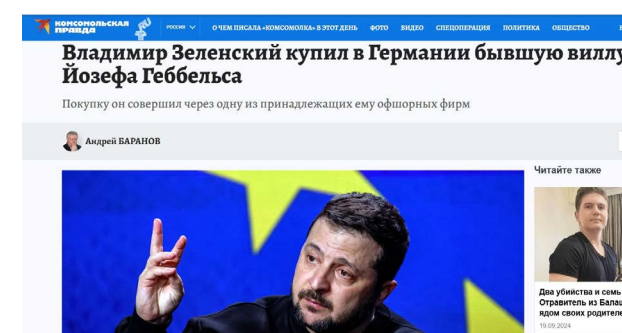 КОМСОМОЛЬСКАЯ
ПРАВДА
РОССИЯ
О ЧЕМ ПИСАЛА «КОМСОМОЛКА» В ЭТОТ ДЕНЬ
ФОТО
ВИДЕО
СПЕЦОПЕРАЦИЯ
ПОЛИТИКА
ОБЩЕСТВО
Владимир Зеленский купил в Германии бывшую виллу
Йозефа Геббельса
Покупку он совершил через одну из принадлежащих ему офшорных фирм
Андрей БАРАНОВ
Читайте также
Два убийства и семь
Отравитель из Балаш
ядом своих родителе
19.09.2024